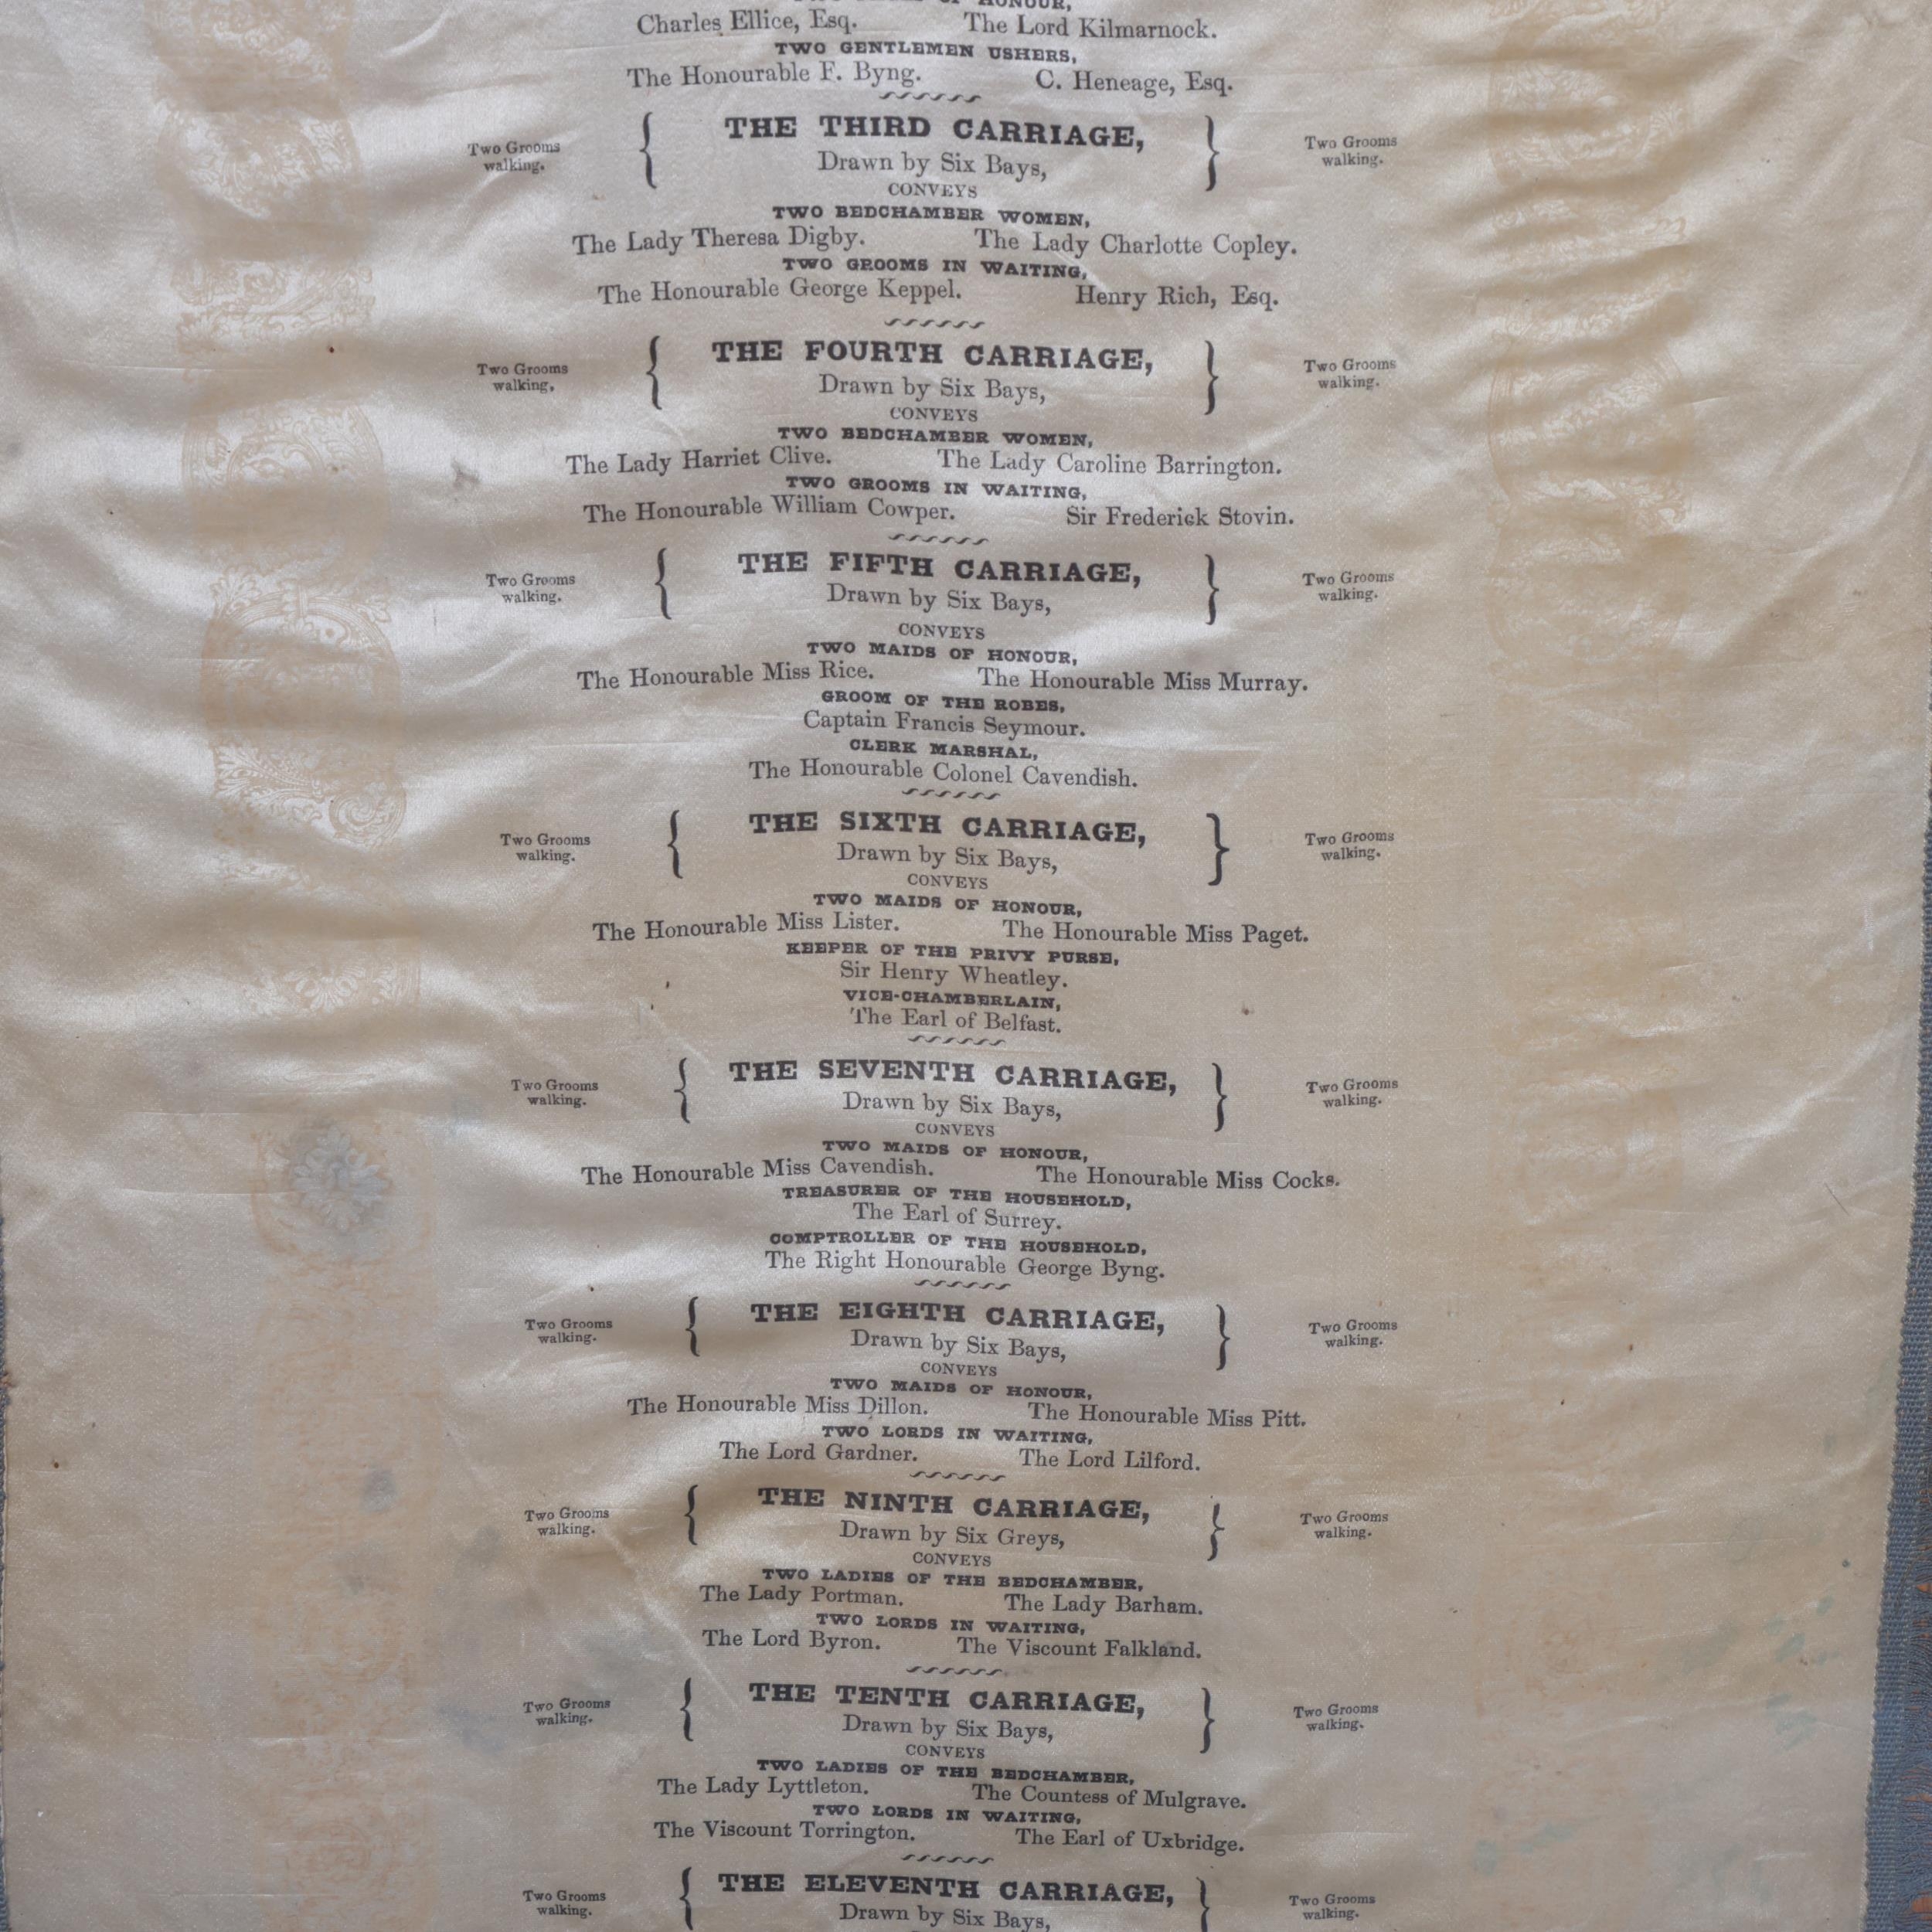 HONOUR,
Charles Ellice, Esq. The Lord Kilmarnock.
TWO GENTLEMEN USHERS,
The Honourable F. Byng. C. Heneage, Esq.
Two Grooms walking. { THE THIRD CARRIAGE, } Two Grooms walking.
Drawn by Six Bays,
CONVEYS
TWO BEDCHAMBER WOMEN,
The Lady Theresa Digby. The Lady Charlotte Copley.
TWO GROOMS IN WAITING,
The Honourable George Keppel. Henry Rich, Esq.
Two Grooms walking. { THE FOURTH CARRIAGE, } Two Grooms walking.
Drawn by Six Bays,
CONVEYS
TWO BEDCHAMBER WOMEN,
The Lady Harriet Clive. The Lady Caroline Barrington.
TWO GROOMS IN WAITING,
The Honourable William Cowper. Sir Frederick Stovin.
Two Grooms walking. { THE FIFTH CARRIAGE, } Two Grooms walking.
Drawn by Six Bays,
CONVEYS
TWO MAIDS OF HONOUR,
The Honourable Miss Rice. The Honourable Miss Murray.
GROOM OF THE ROBES,
Captain Francis Seymour.
CLERK MARSHAL,
The Honourable Colonel Cavendish.
Two Grooms walking. { THE SIXTH CARRIAGE, } Two Grooms walking.
Drawn by Six Bays,
CONVEYS
TWO MAIDS OF HONOUR,
The Honourable Miss Lister. The Honourable Miss Paget.
KEEPER OF THE PRIVY PURSE,
Sir Henry Wheatley.
VICE-CHAMBERLAIN,
The Earl of Belfast.
Two Grooms walking. { THE SEVENTH CARRIAGE, } Two Grooms walking.
Drawn by Six Bays,
CONVEYS
TWO MAIDS OF HONOUR,
The Honourable Miss Cavendish. The Honourable Miss Cocks.
TREASURER OF THE HOUSEHOLD,
The Earl of Surrey.
COMPTROLLER OF THE HOUSEHOLD,
The Right Honourable George Byng.
Two Grooms walking. { THE EIGHTH CARRIAGE, } Two Grooms walking.
Drawn by Six Bays,
CONVEYS
TWO MAIDS OF HONOUR,
The Honourable Miss Dillon. The Honourable Miss Pitt.
TWO LORDS IN WAITING,
The Lord Gardner. The Lord Lilford.
Two Grooms walking. { THE NINTH CARRIAGE, } Two Grooms walking.
Drawn by Six Greys,
CONVEYS
TWO LADIES OF THE BEDCHAMBER,
The Lady Portman. The Lady Barham.
TWO LORDS IN WAITING,
The Lord Byron. The Viscount Falkland.
Two Grooms walking. { THE TENTH CARRIAGE, } Two Grooms walking.
Drawn by Six Bays,
CONVEYS
TWO LADIES OF THE BEDCHAMBER,
The Lady Lyttleton. The Countess of Mulgrave.
TWO LORDS IN WAITING,
The Viscount Torrington. The Earl of Uxbridge.
Two Grooms walking. { THE ELEVENTH CARRIAGE, } Two Grooms walking.
Drawn by Six Bays,